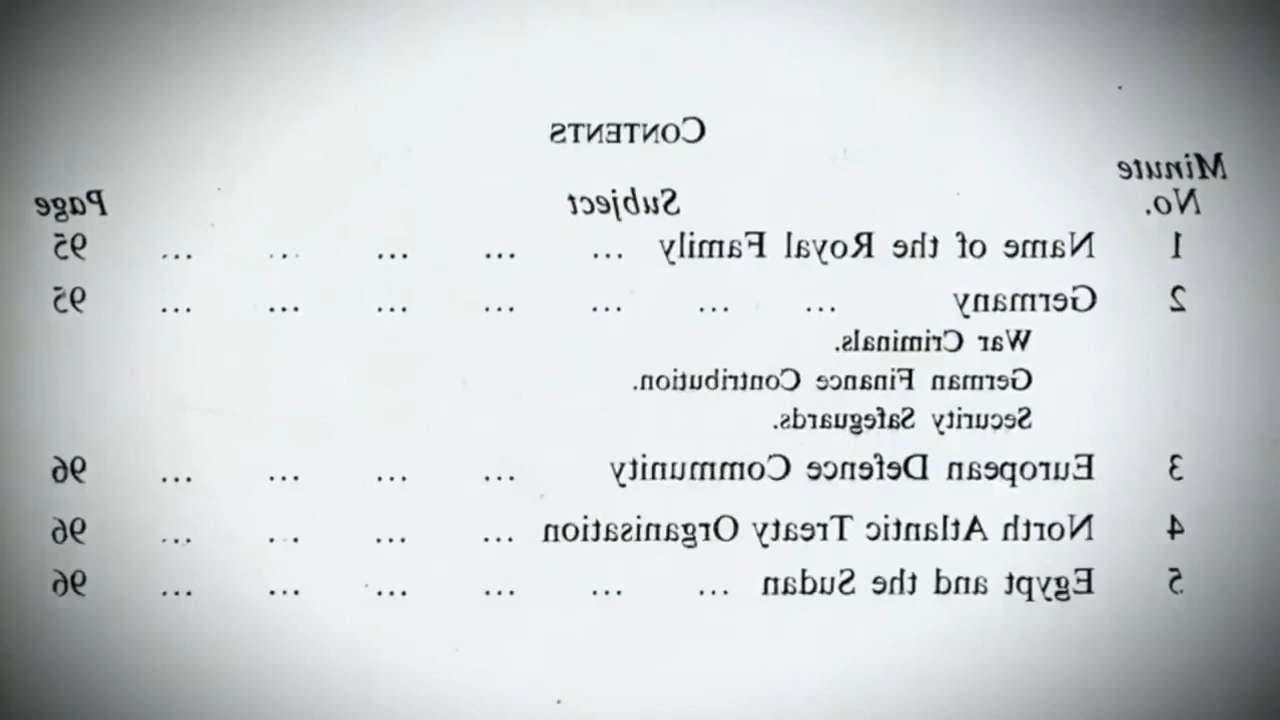 CONTENTS
Minute No. Subject Page
1 Name of the Royal Family ... ... ... ... ... 95
2 Germany ... ... ... ... ... ... ... 95
War Criminals.
German Finance Contribution.
Security Safeguards.
3 European Defence Community ... ... ... ... 96
4 North Atlantic Treaty Organisation ... ... ... ... 96
5 Egypt and the Sudan ... ... ... ... ... ... 96